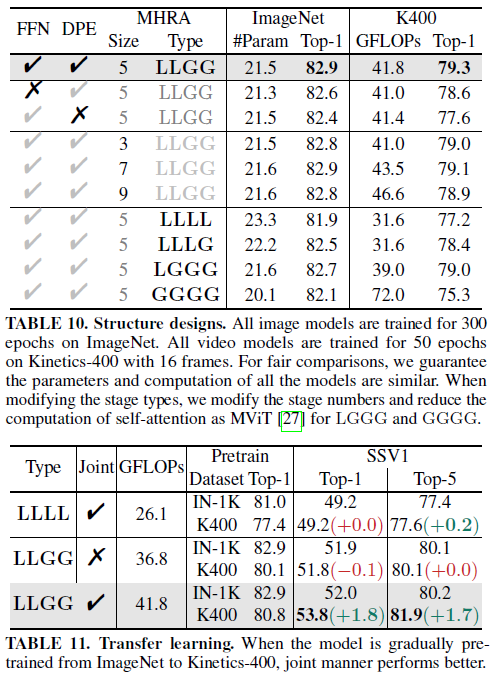 FFN DPE MHRA ImageNet K400
Size Type #Param Top-1 GFLOPs Top-1
✔ ✔ 5 LLGG 21.5 82.9 41.8 79.3
✗ ✔ 5 LLGG 21.3 82.6 41.0 78.6
✔ ✗ 5 LLGG 21.5 82.4 41.4 77.6
✔ ✔ 3 LLGG 21.5 82.8 41.0 79.0
✔ ✔ 7 LLGG 21.6 82.9 43.5 79.1
✔ ✔ 9 LLGG 21.6 82.8 46.6 78.9
✔ ✔ 5 LLLL 23.3 81.9 31.6 77.2
✔ ✔ 5 LLLG 22.2 82.5 31.6 78.4
✔ ✔ 5 LGGG 21.6 82.7 39.0 79.0
✔ ✔ 5 GGGG 20.1 82.1 72.0 75.3
TABLE 10. Structure designs. All image models are trained for 300
epochs on ImageNet. All video models are trained for 50 epochs
on Kinetics-400 with 16 frames. For fair comparisons, we guarantee
the parameters and computation of all the models are similar. When
modifying the stage types, we modify the stage numbers and reduce the
computation of self-attention as MViT [27] for LGGG and GGGG.
Type Joint GFLOPs Pretrain SSV1
Dataset Top-1 Top-1 Top-5
LLLL ✔ 26.1 IN-1K 81.0 49.2 77.4
K400 77.4 49.2(+0.0) 77.6(+0.2)
LLGG ✗ 36.8 IN-1K 82.9 51.9 80.1
K400 80.1 51.8(−0.1) 80.1(+0.0)
LLGG ✔ 41.8 IN-1K 82.9 52.0 80.2
K400 80.8 53.8(+1.8) 81.9(+1.7)
TABLE 11. Transfer learning. When the model is gradually pre-
trained from ImageNet to Kinetics-400, joint manner performs better.